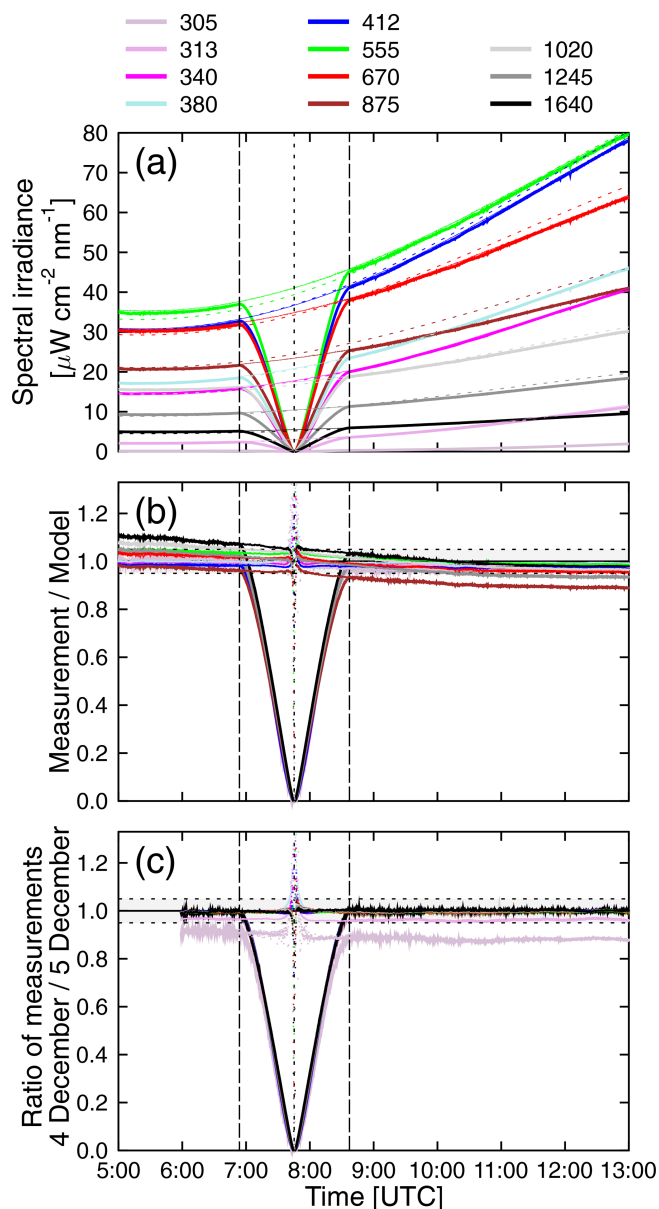 305 412
313 555 1020
340 670 1245
380 875 1640
(a)
Spectral irradiance
[µW cm⁻² nm⁻¹]
80
70
60
50
40
30
20
10
0
(b)
Measurement / Model
1.2
1.0
0.8
0.6
0.4
0.2
0.0
(c)
Ratio of measurements
4 December / 5 December
1.2
1.0
0.8
0.6
0.4
0.2
0.0
5:00 6:00 7:00 8:00 9:00 10:00 11:00 12:00 13:00
Time [UTC]